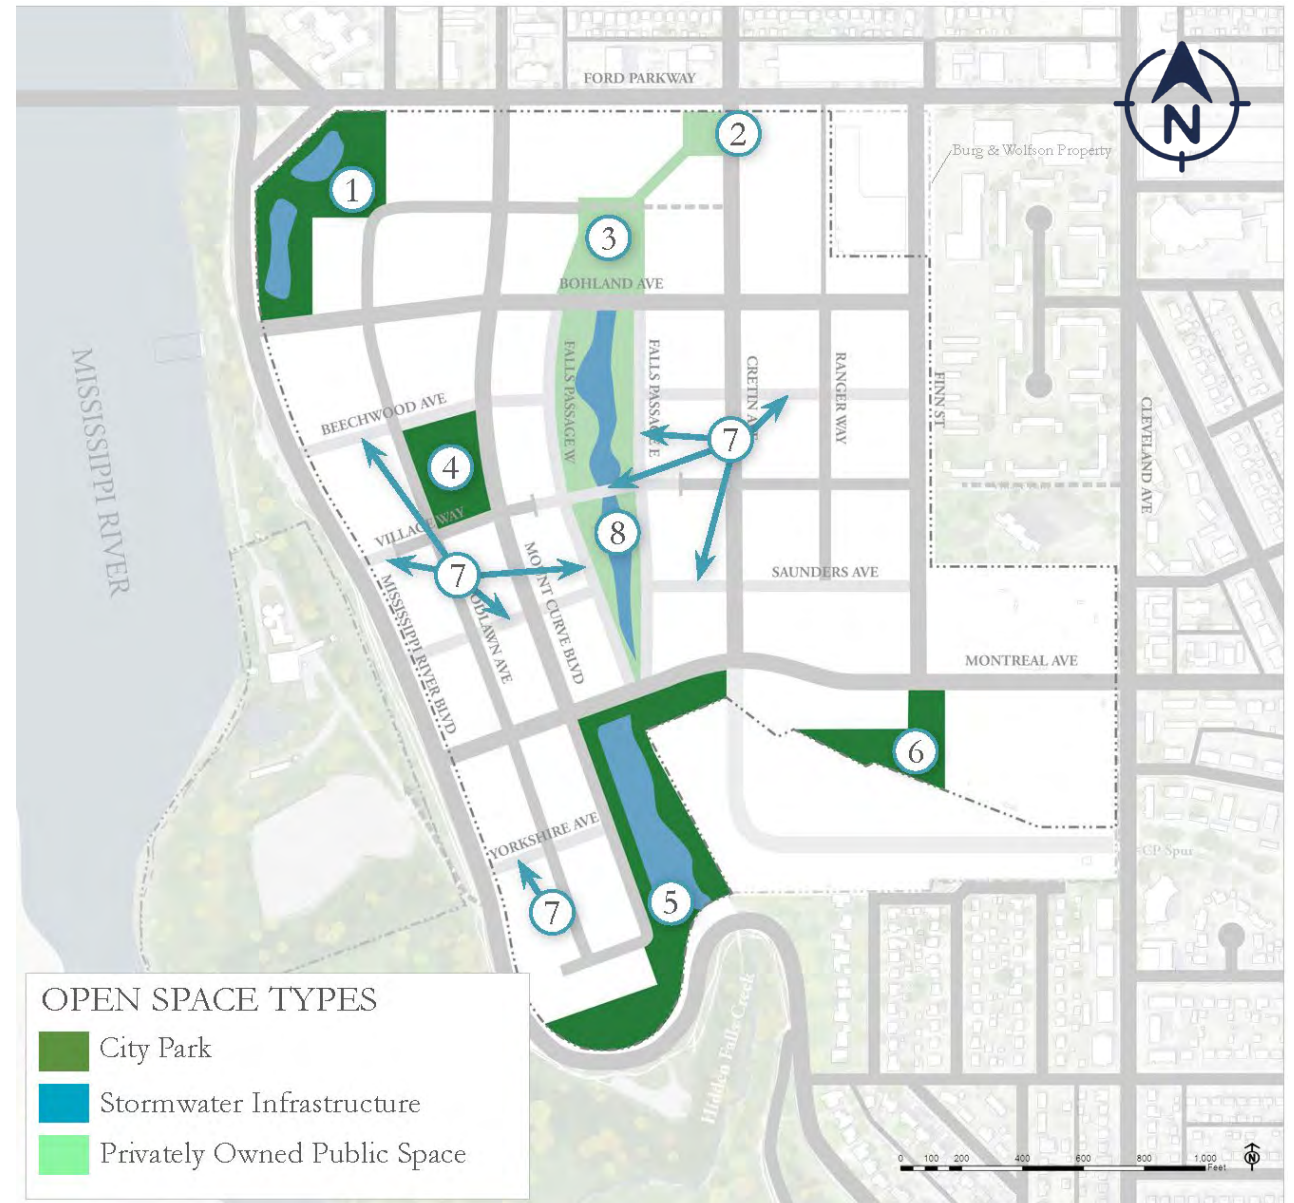 FORD PARKWAY
N
2
Burg & Wolfson Property
1
3
BOHLAND AVE
MISSISSIPPI RIVER
FALLS PASSAGE W
FALLS PASSAGE E
CRETIN AVE
RANGER WAY
FINN ST
CLEVELAND AVE
BEECHWOOD AVE
7
4
VILLAGE WAY
8
7
MOUNT CURVE BLVD
SAUNDERS AVE
MISSISSIPPI RIVER BLVD
MONTREAL AVE
6
YORKSHIRE AVE
CP Spur
5
7
Hidden Falls Creek
OPEN SPACE TYPES
City Park
Stormwater Infrastructure
Privately Owned Public Space
0 100 200 400 600 800 1,000
Feet
N